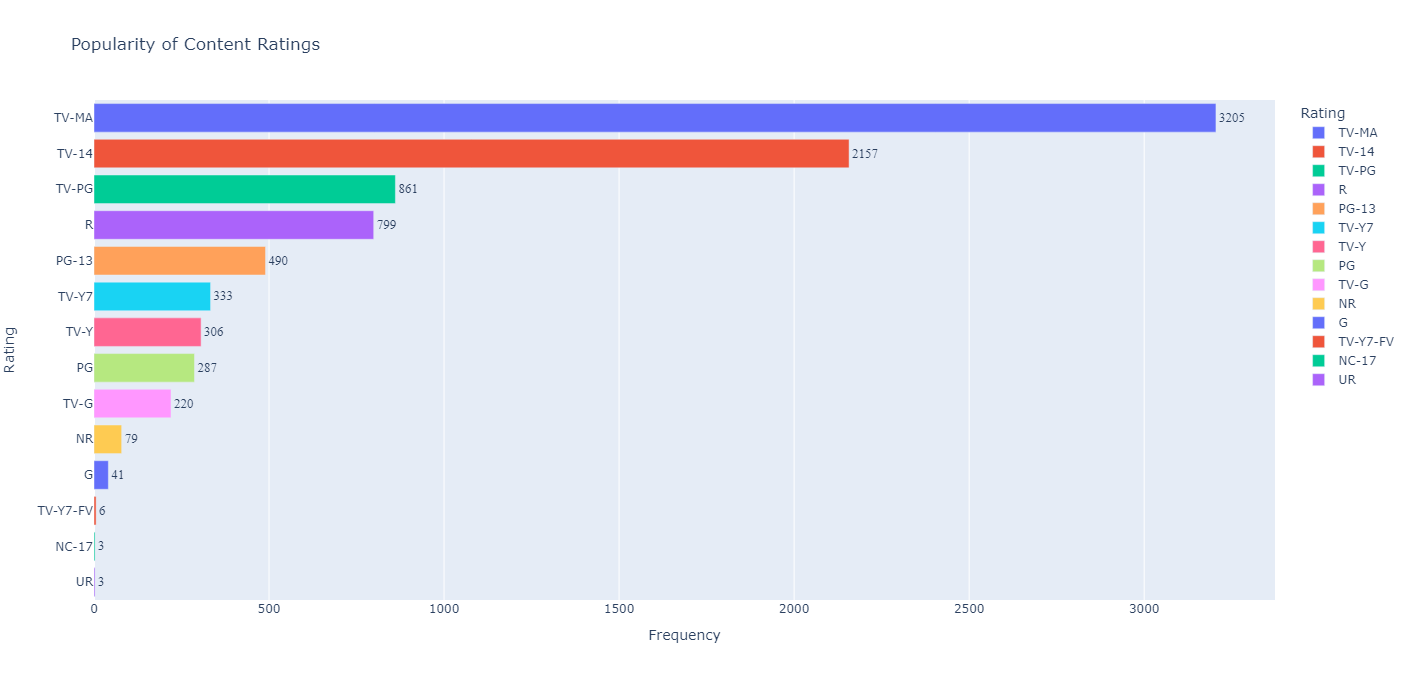 Popularity of Content Ratings
TV-MA 3205
TV-14 2157
TV-PG 861
R 799
PG-13 490
TV-Y7 333
TV-Y 306
PG 287
TV-G 220
NR 79
G 41
TV-Y7-FV 6
NC-17 3
UR 3
Rating
0 500 1000 1500 2000 2500 3000
Frequency
Rating
TV-MA
TV-14
TV-PG
R
PG-13
TV-Y7
TV-Y
PG
TV-G
NR
G
TV-Y7-FV
NC-17
UR